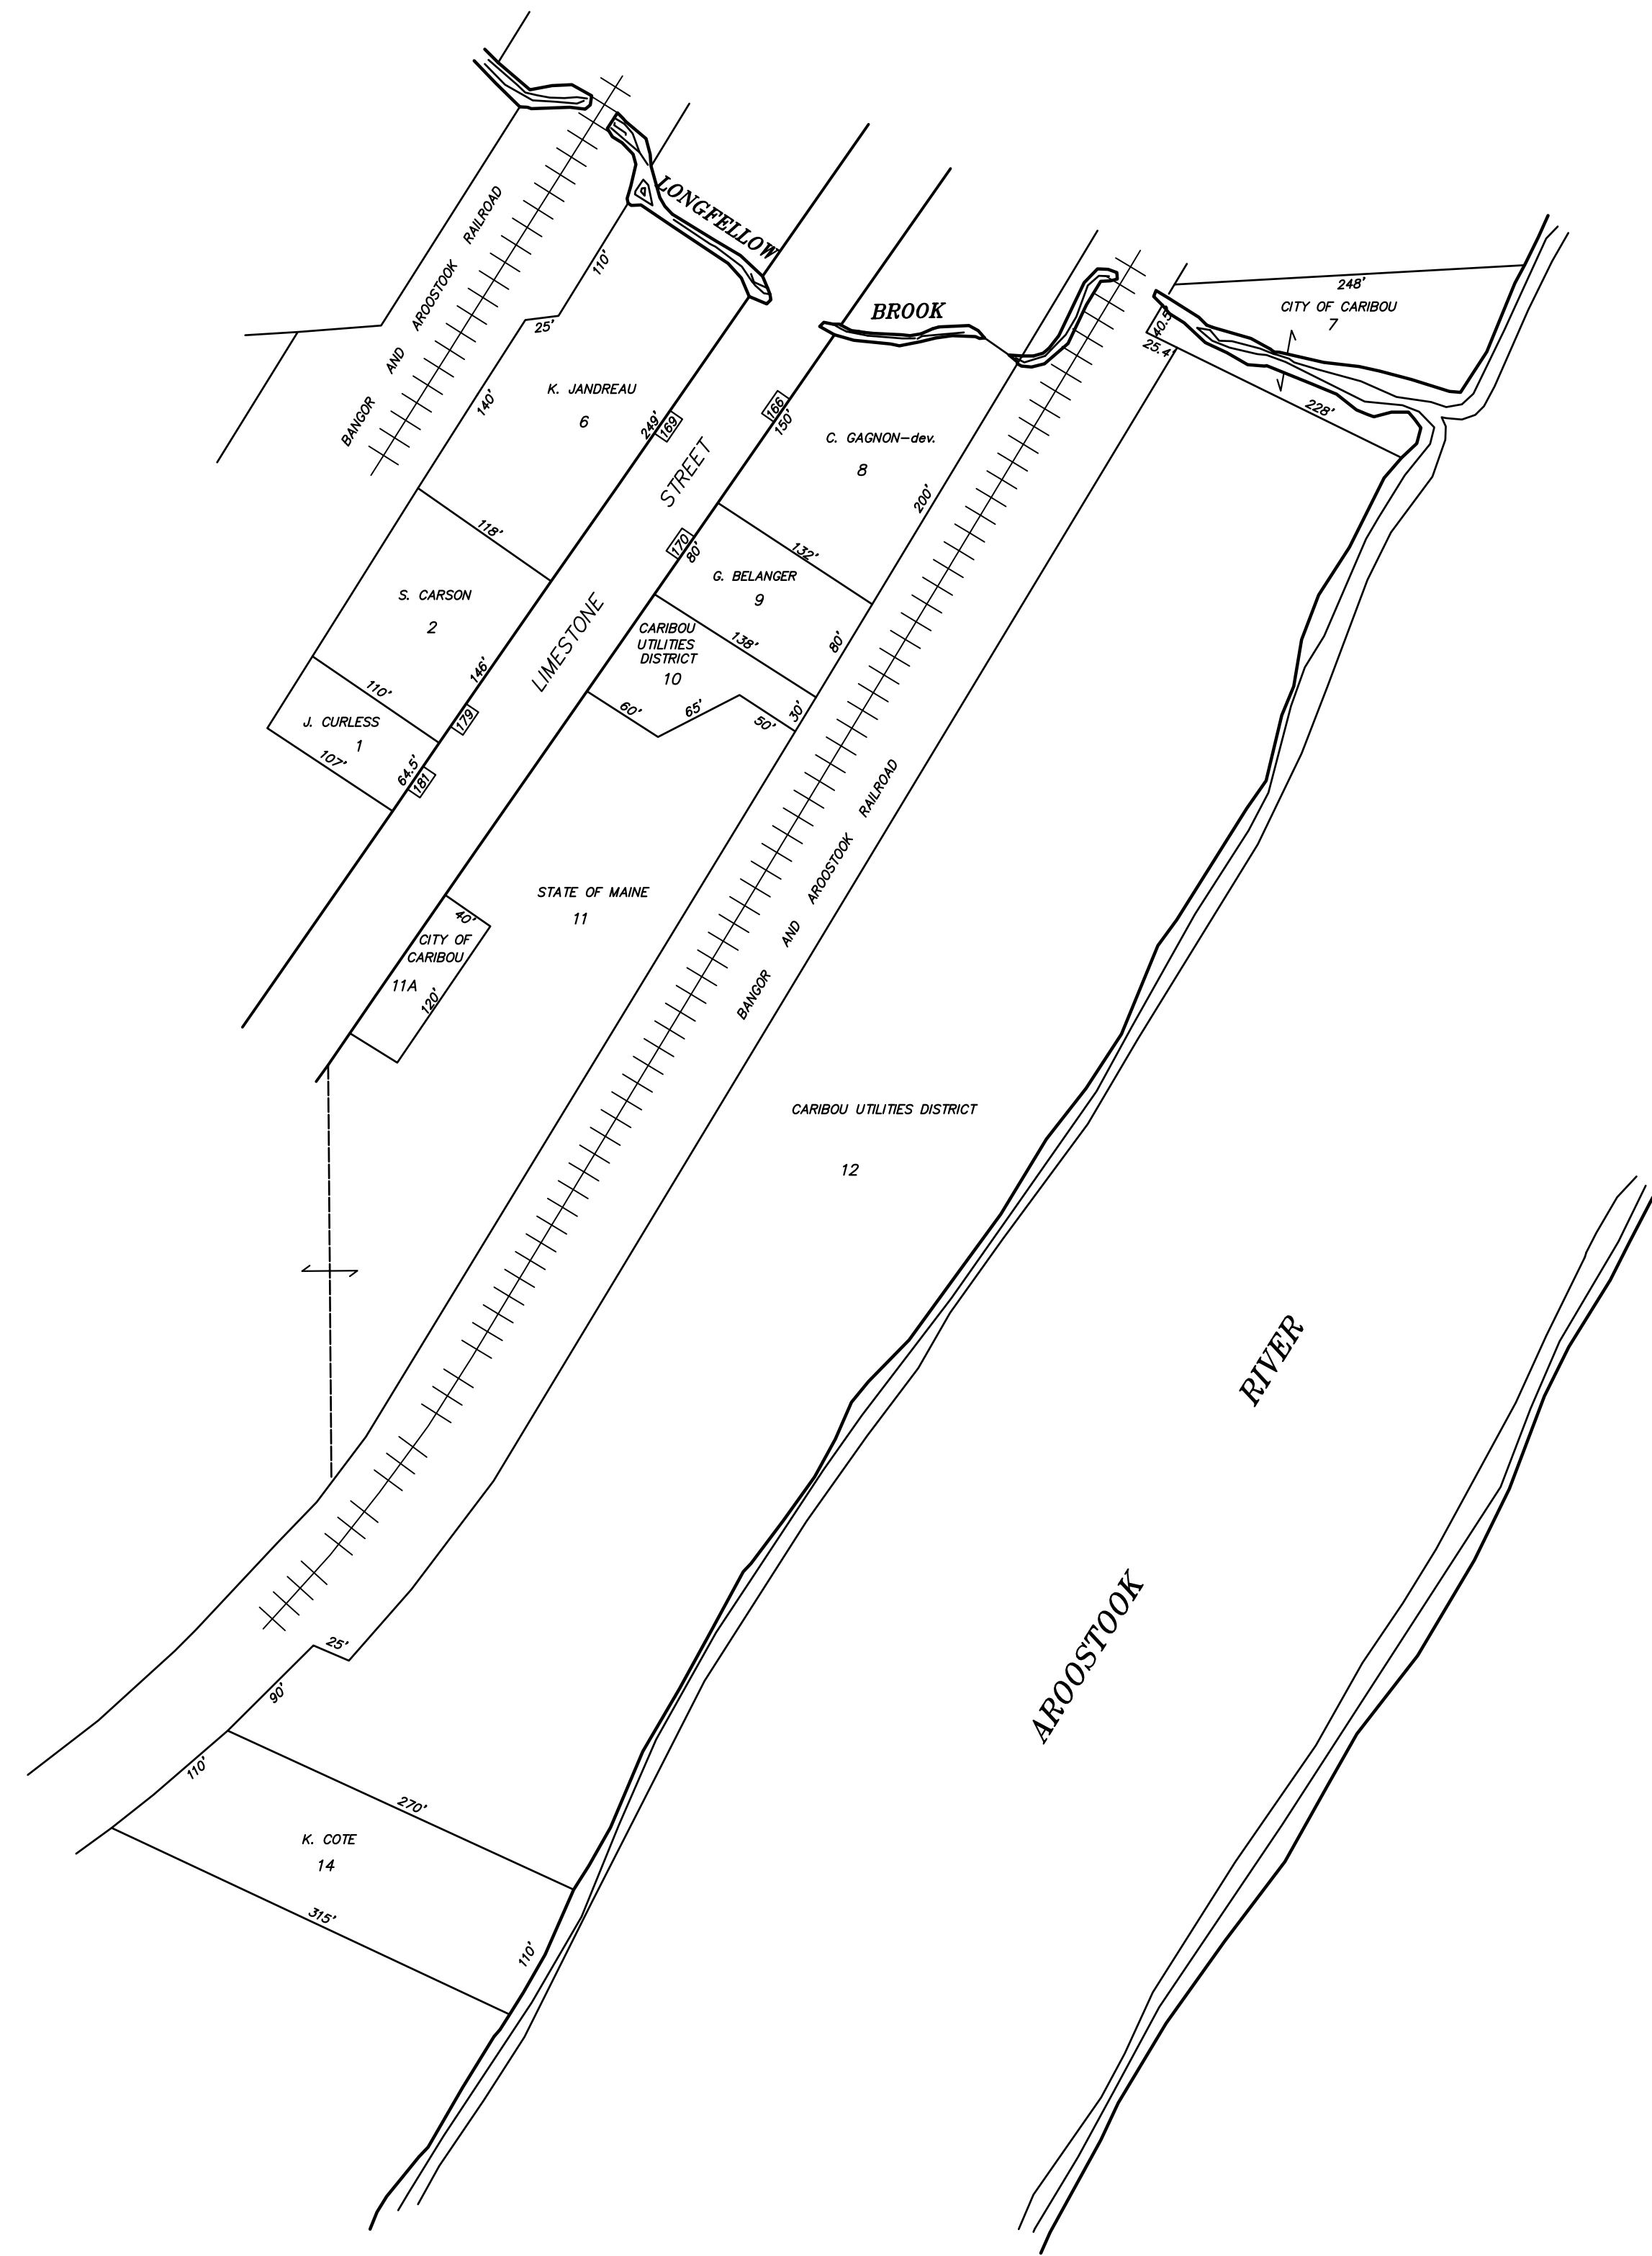 LONGFELLOW
BROOK
248'
CITY OF CARIBOU
7
40.5'
25.4'
228'
BANGOR AND AROOSTOOK RAILROAD
110'
25'
140'
K. JANDREAU
6
249'
169
118'
166
150'
C. GAGNON-dev.
8
200'
132'
LIMESTONE STREET
170
80'
G. BELANGER
9
138'
80'
S. CARSON
2
146'
179
110'
J. CURLESS
1
107'
64.5'
181
CARIBOU
UTILITIES
DISTRICT
10
60'
65'
50'
30'
STATE OF MAINE
11
40'
CITY OF
CARIBOU
11A
120'
BANGOR AND AROOSTOOK RAILROAD
CARIBOU UTILITIES DISTRICT
12
AROOSTOOK RIVER
25'
90'
110'
270'
K. COTE
14
315'
110'